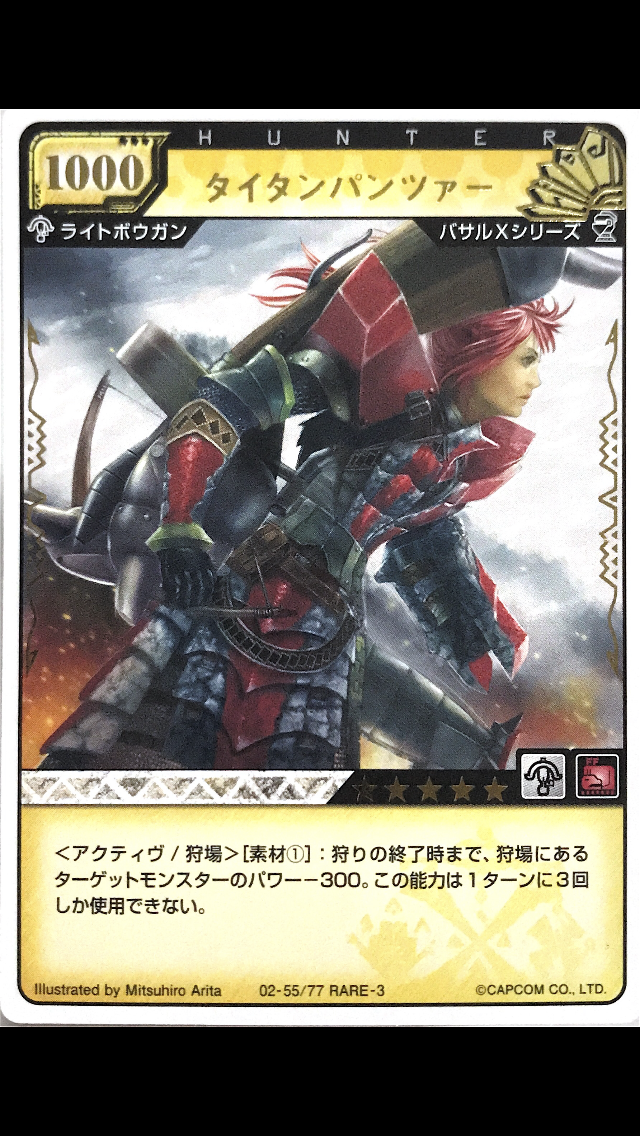 HUNTER
1000
タイタンパンツァー
ライトボウガン
バサルXシリーズ
FF
<アクティヴ / 狩場>[素材①]：狩りの終了時まで、狩場にある
ターゲットモンスターのパワー−300。この能力は１ターンに３回
しか使用できない。
Illustrated by Mitsuhiro Arita 02-55/77 RARE-3 ©CAPCOM CO., LTD.